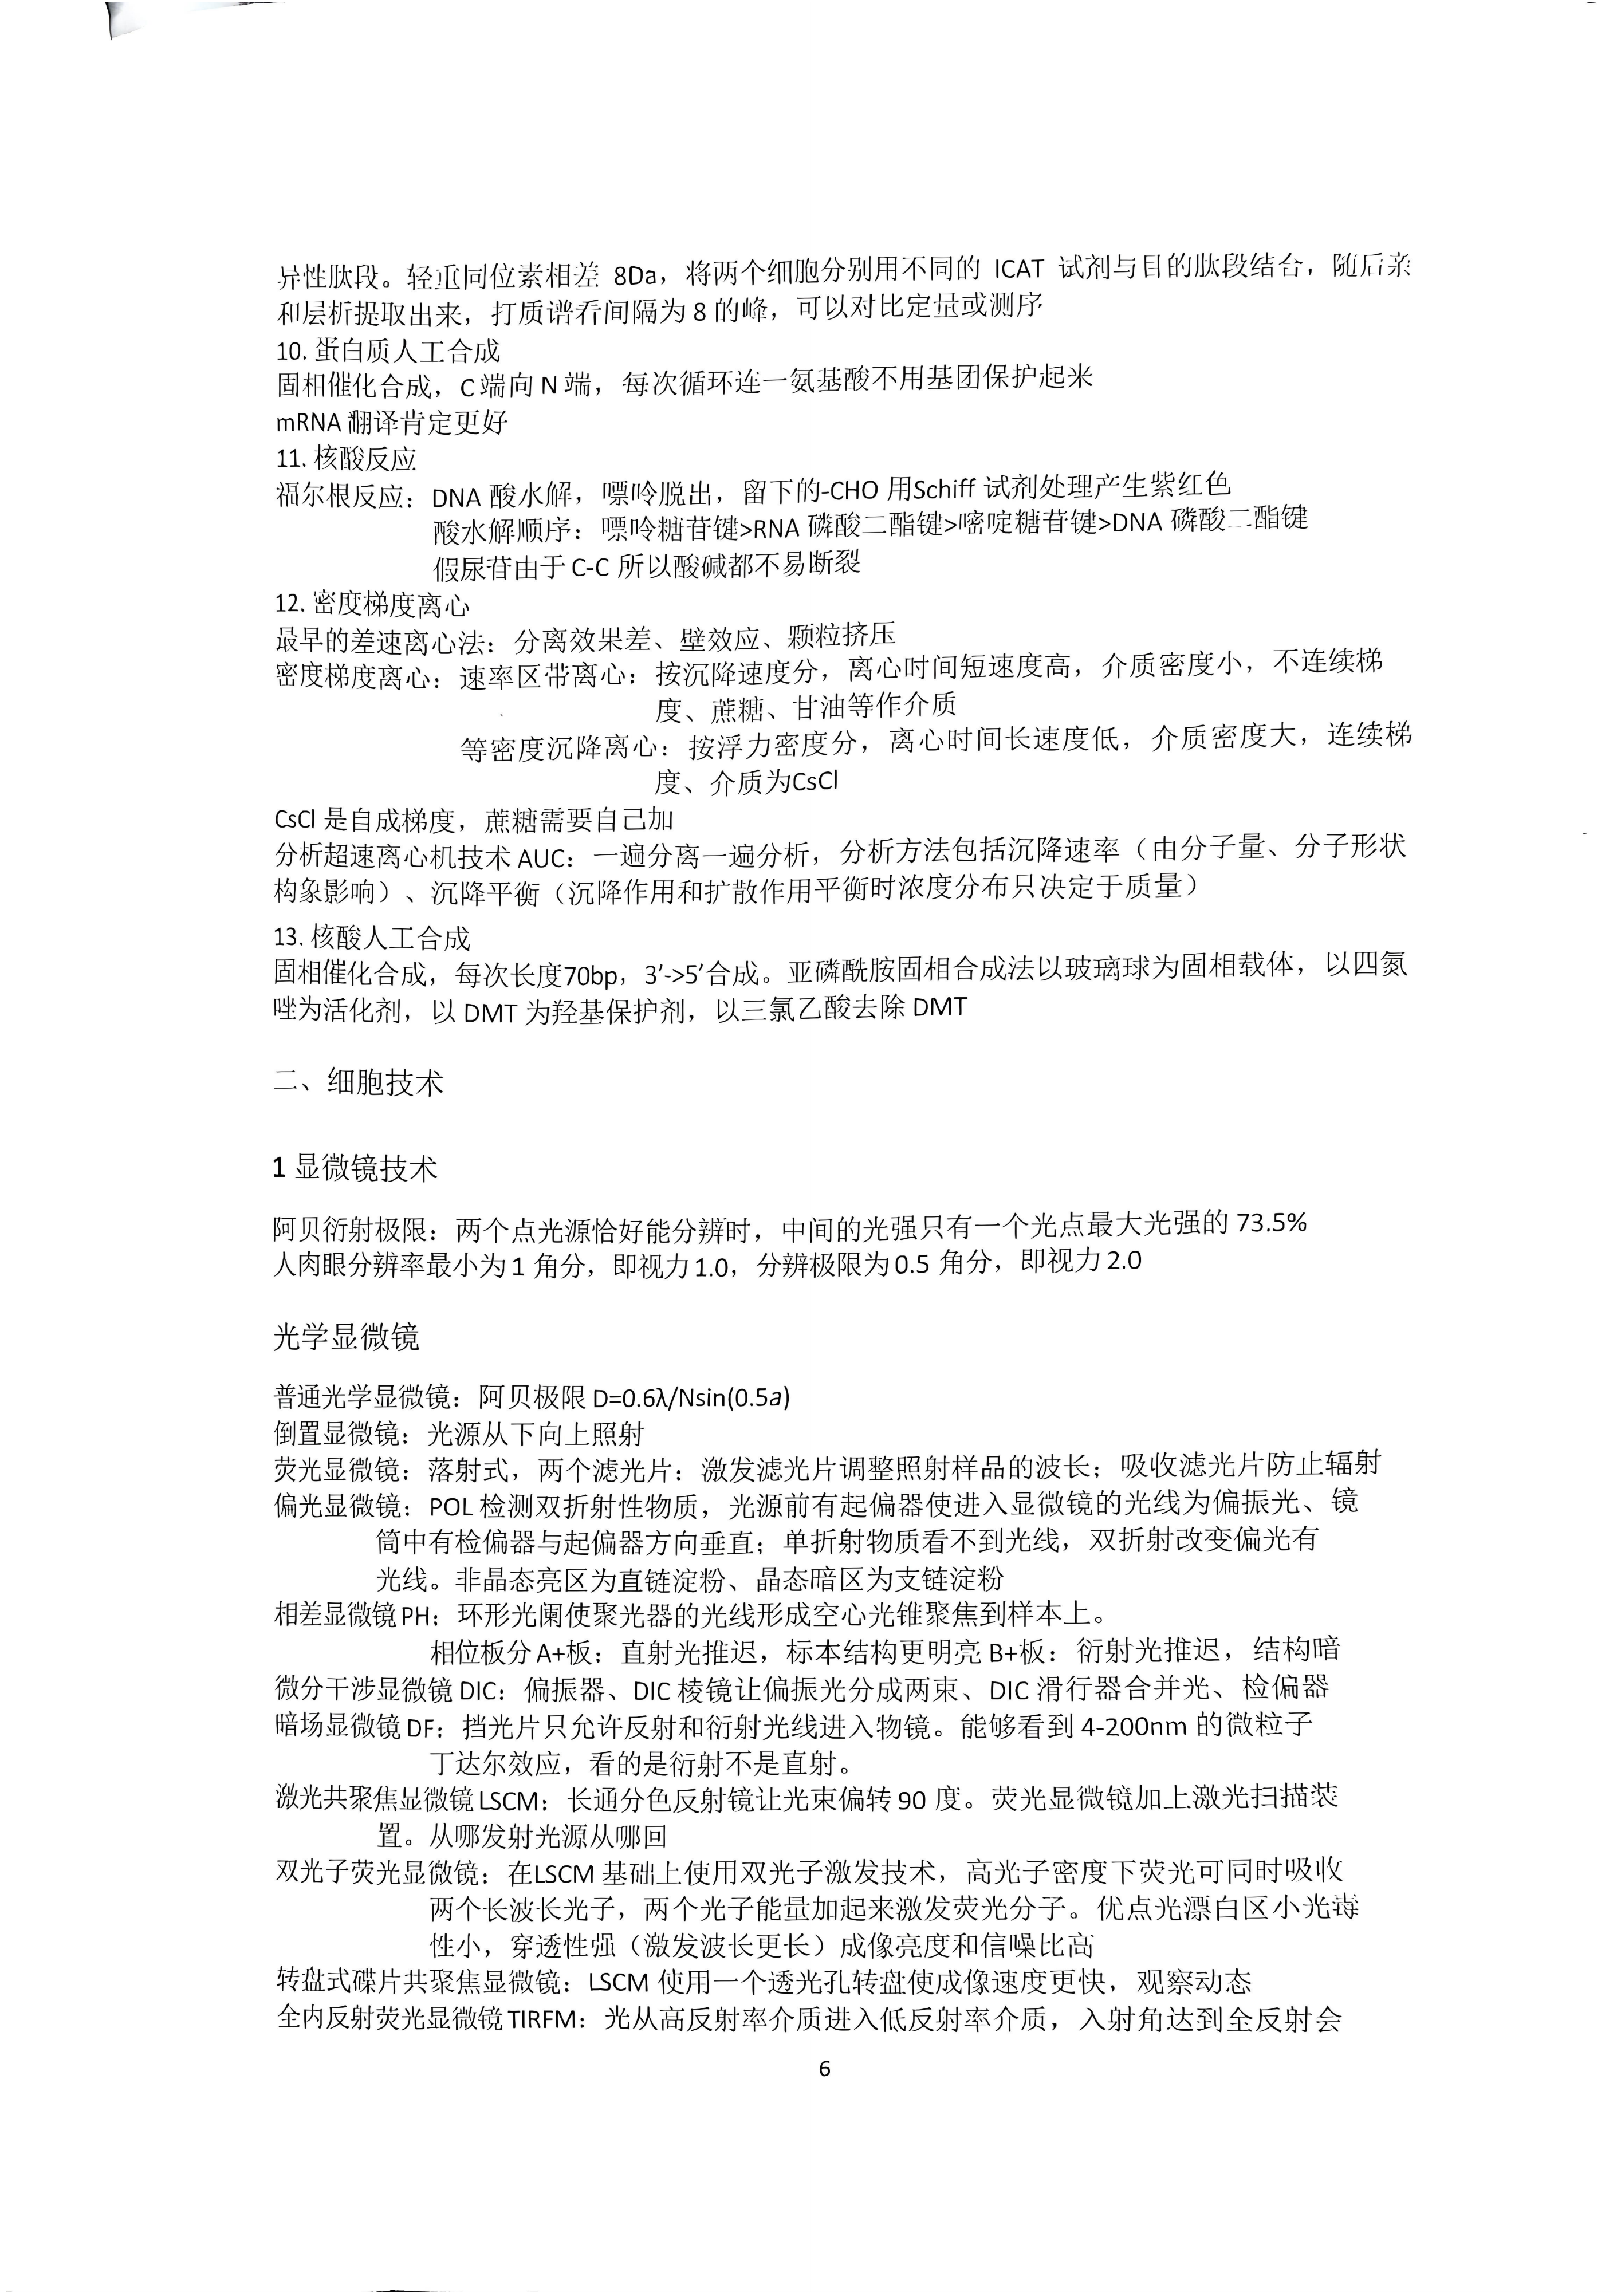 异性肽段。轻重同位素相差 8Da，将两个细胞分别用不同的 ICAT 试剂与目的肽段结合，随后亲
和层析提取出来，打质谱看间隔为 8 的峰，可以对比定量或测序
10. 蛋白质人工合成
固相催化合成，C 端向 N 端，每次循环连一氨基酸不用基团保护起来
mRNA 翻译肯定更好
11. 核酸反应
福尔根反应：DNA 酸水解，嘌呤脱出，留下的-CHO 用Schiff 试剂处理产生紫红色
酸水解顺序：嘌呤糖苷键>RNA 磷酸二酯键>嘧啶糖苷键>DNA 磷酸二酯键
假尿苷由于 C-C 所以酸碱都不易断裂
12. 密度梯度离心
最早的差速离心法：分离效果差、壁效应、颗粒挤压
密度梯度离心：速率区带离心：按沉降速度分，离心时间短速度高，介质密度小，不连续梯
度、蔗糖、甘油等作介质
等密度沉降离心：按浮力密度分，离心时间长速度低，介质密度大，连续梯
度、介质为CsCl
CsCl 是自成梯度，蔗糖需要自己加
分析超速离心机技术 AUC：一遍分离一遍分析，分析方法包括沉降速率（由分子量、分子形状
构象影响）、沉降平衡（沉降作用和扩散作用平衡时浓度分布只决定于质量）
13. 核酸人工合成
固相催化合成，每次长度70bp，3’->5’合成。亚磷酰胺固相合成法以玻璃球为固相载体，以四氮
唑为活化剂，以 DMT 为羟基保护剂，以三氯乙酸去除 DMT
二、细胞技术
1 显微镜技术
阿贝衍射极限：两个点光源恰好能分辨时，中间的光强只有一个光点最大光强的 73.5%
人肉眼分辨率最小为 1 角分，即视力 1.0，分辨极限为 0.5 角分，即视力 2.0
光学显微镜
普通光学显微镜：阿贝极限 D=0.6λ/Nsin(0.5a)
倒置显微镜：光源从下向上照射
荧光显微镜：落射式，两个滤光片：激发滤光片调整照射样品的波长；吸收滤光片防止辐射
偏光显微镜：POL 检测双折射性物质，光源前有起偏器使进入显微镜的光线为偏振光、镜
筒中有检偏器与起偏器方向垂直；单折射物质看不到光线，双折射改变偏光有
光线。非晶态亮区为直链淀粉、晶态暗区为支链淀粉
相差显微镜 PH：环形光阑使聚光器的光线形成空心光锥聚焦到样本上。
相位板分 A+板：直射光推迟，标本结构更明亮 B+板：衍射光推迟，结构暗
微分干涉显微镜 DIC：偏振器、DIC 棱镜让偏振光分成两束、DIC 滑行器合并光、检偏器
暗场显微镜 DF：挡光片只允许反射和衍射光线进入物镜。能够看到 4-200nm 的微粒子
丁达尔效应，看的是衍射不是直射。
激光共聚焦显微镜 LSCM：长通分色反射镜让光束偏转 90 度。荧光显微镜加上激光扫描装
置。从哪发射光源从哪回
双光子荧光显微镜：在LSCM 基础上使用双光子激发技术，高光子密度下荧光可同时吸收
两个长波长光子，两个光子能量加起来激发荧光分子。优点光漂白区小光毒
性小，穿透性强（激发波长更长）成像亮度和信噪比高
转盘式碟片共聚焦显微镜：LSCM 使用一个透光孔转盘使成像速度更快，观察动态
全内反射荧光显微镜 TIRFM：光从高反射率介质进入低反射率介质，入射角达到全反射会
6